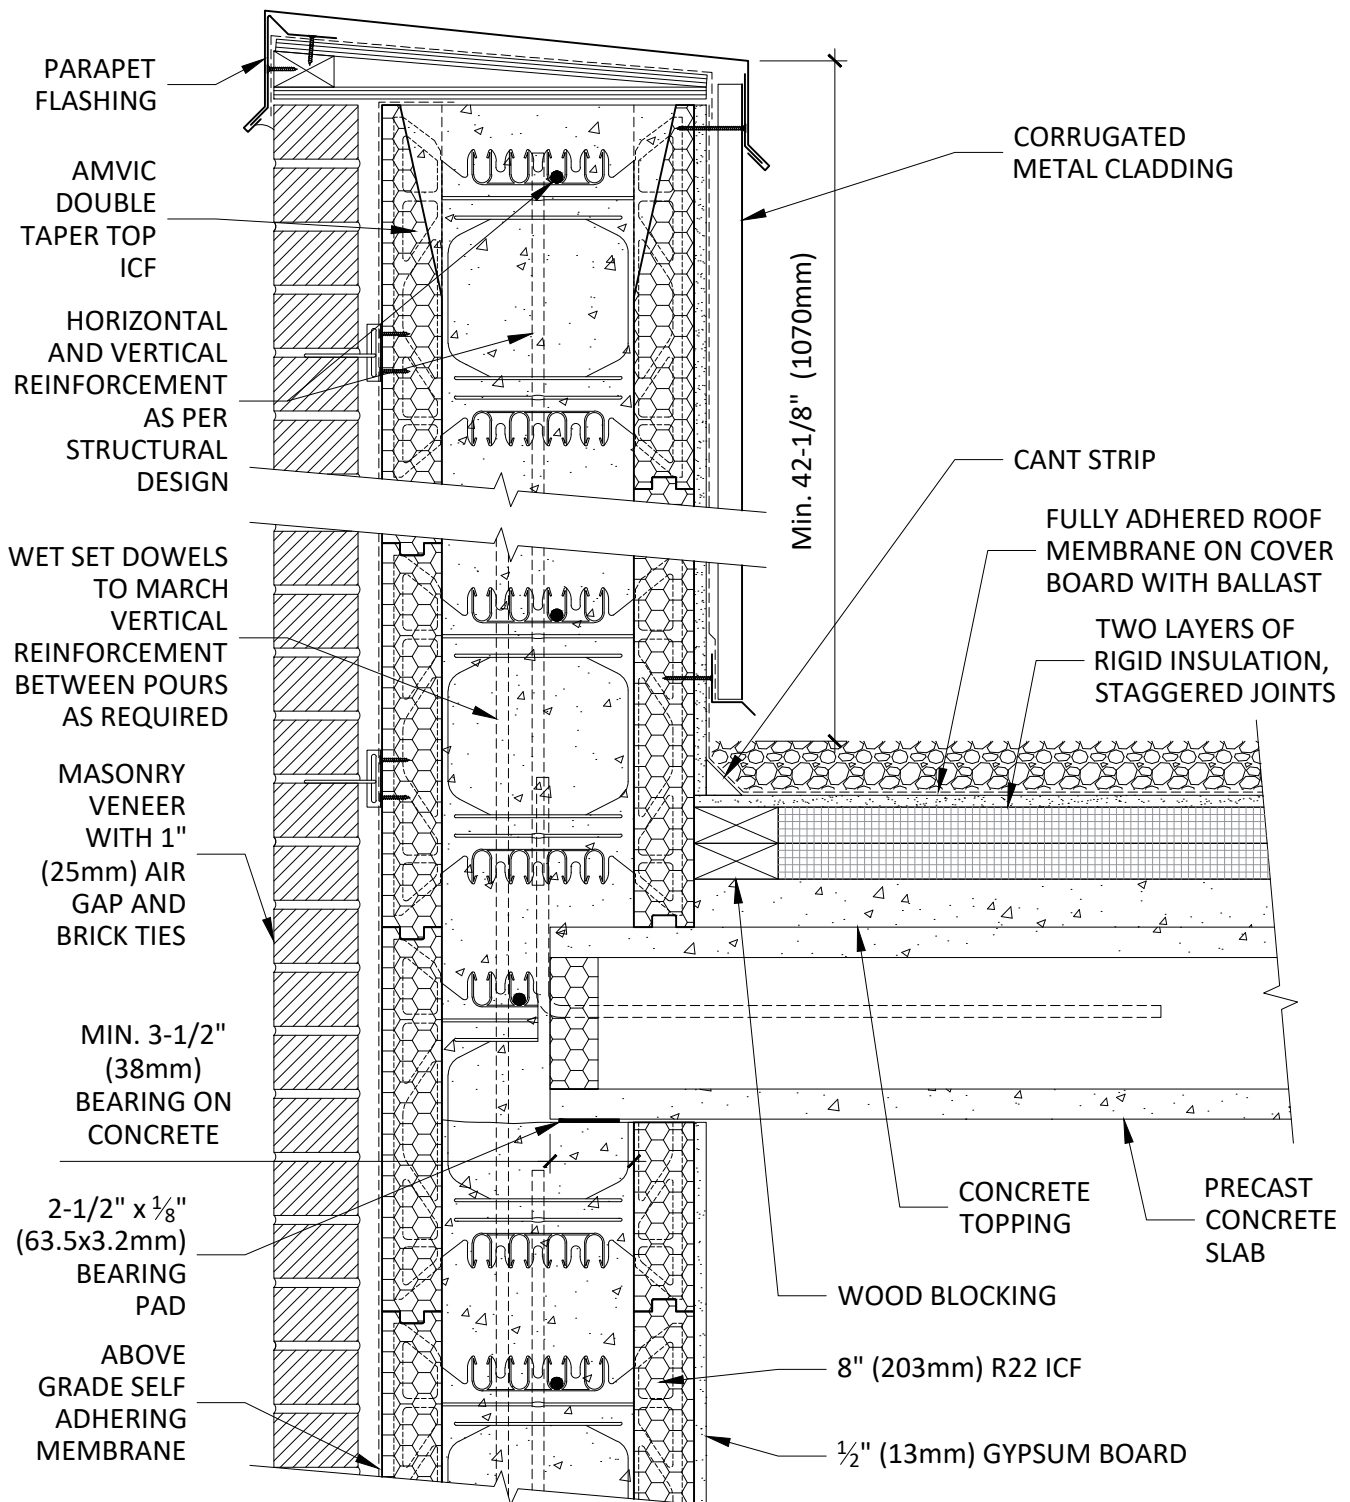 PARAPET
FLASHING
AMVIC
DOUBLE
TAPER TOP
ICF
HORIZONTAL
AND VERTICAL
REINFORCEMENT
AS PER
STRUCTURAL
DESIGN
WET SET DOWELS
TO MARCH
VERTICAL
REINFORCEMENT
BETWEEN POURS
AS REQUIRED
MASONRY
VENEER
WITH 1"
(25mm) AIR
GAP AND
BRICK TIES
MIN. 3-1/2"
(38mm)
BEARING ON
CONCRETE
2-1/2" x ⅛"
(63.5x3.2mm)
BEARING
PAD
ABOVE
GRADE SELF
ADHERING
MEMBRANE
Min. 42-1/8" (1070mm)
CORRUGATED
METAL CLADDING
CANT STRIP
FULLY ADHERED ROOF
MEMBRANE ON COVER
BOARD WITH BALLAST
TWO LAYERS OF
RIGID INSULATION,
STAGGERED JOINTS
CONCRETE
TOPPING
PRECAST
CONCRETE
SLAB
WOOD BLOCKING
8" (203mm) R22 ICF
½" (13mm) GYPSUM BOARD